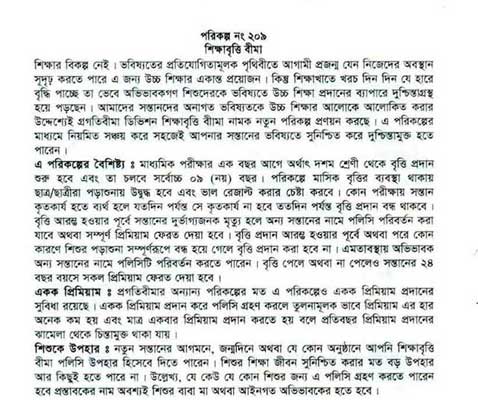 পরিকল্প নং ২০৯
শিক্ষাবৃত্তি বীমা
শিক্ষার বিকল্প নেই । ভবিষ্যতের প্রতিযোগিতামূলক পৃথিবীতে আগামী প্রজন্ম যেন নিজেদের অবস্থান
সুদৃঢ় করতে পারে এ জন্য উচ্চ শিক্ষার একান্ত প্রয়োজন । কিন্তু শিক্ষাখাতে খরচ দিন দিন যে হারে
বৃদ্ধি পাচ্ছে তা ভেবে অভিভাবকগণ শিশুদেরকে ভবিষ্যতে উচ্চ শিক্ষা প্রদানের ব্যাপারে দুশ্চিন্তাগ্রস্থ
হয়ে পড়ছেন । আমাদের সন্তানদের অনাগত ভবিষ্যতকে উচ্চ শিক্ষার আলোকে আলোকিত করার
উদ্দেশ্যেই প্রগতিবীমা ডিভিশন শিক্ষাবৃত্তি বীমা নামক নূতন পরিকল্প প্রণয়ন করছে । এ পরিকল্পের
মাধ্যমে নিয়মিত সঞ্চয় করে সহজেই আপনার সন্তানের ভবিষ্যতে সুনিশ্চিত করে দুশ্চিন্তামুক্ত হতে
পারেন ।
এ পরিকল্পের বৈশিষ্ট্য : মাধ্যমিক পরীক্ষার এক বছর আগে অর্থাৎ দশম শ্রেণী থেকে বৃত্তি প্রদান
শুরু হবে এবং তা চলবে সর্বোচ্চ ০৯ (নয়) বছর । পরিকল্পে মাসিক বৃত্তির ব্যবস্থা থাকায়
ছাত্র/ছাত্রীরা পড়াশুনায় উদ্বুদ্ধ হবে এবং ভাল রেজাল্ট করার চেষ্টা করবে । কোন পরীক্ষায় সন্তান
কৃতকার্য হতে ব্যর্থ হলে যতদিন পর্যন্ত সে কৃতকার্য না হবে ততদিন পর্যন্ত বৃত্তি প্রদান বন্ধ থাকবে ।
বৃত্তি আরম্ভ হওয়ার পূর্বে সন্তানের দুর্ভাগ্যজনক মৃত্যু হলে অন্য সন্তানের নামে পলিসি পরিবর্তন করা
যাবে অথবা সম্পূর্ণ প্রিমিয়াম ফেরত দেয়া হবে । বৃত্তি প্রদান আরম্ভ হওয়ার পূর্বে অথবা পরে কোন
কারণে শিশুর পড়াশুনা সম্পূর্ণরূপে বন্ধ হয়ে গেলে বৃত্তি প্রদান করা হবে না । এমতাবস্থায় অভিভাবক
অন্য সন্তানের নামে পলিসিটি পরিবর্তন করতে পারেন । বৃত্তি পেলে অথবা না পেলেও সন্তানের ২৪
বছর বয়সে সকল প্রিমিয়াম ফেরত দেয়া হবে ।
একক প্রিমিয়াম : প্রগতিবীমার অন্যান্য পরিকল্পের মত এ পরিকল্পেও একক প্রিমিয়াম প্রদানের
সুবিধা রয়েছে । একক প্রিমিয়াম প্রদান করে পলিসি গ্রহণ করলে তুলনামূলক ভাবে প্রিমিয়াম এর হার
অনেক কম হয় এবং মাত্র একবার প্রিমিয়াম প্রদান করতে হয় বলে প্রতিবছর প্রিমিয়াম প্রদানের
ঝামেলা থেকে চিন্তামুক্ত থাকা যায় ।
শিশুকে উপহার : নতুন সন্তানের আগমনে, জন্মদিনে অথবা যে কোন অনুষ্ঠানে আপনি শিক্ষাবৃত্তি
বীমা পলিসি উপহার হিসেবে দিতে পারেন । শিশুর শিক্ষা জীবন সুনিশ্চিত করার মত বড় উপহার
আর কিছুই হতে পারে না । উল্লেখ্য, যে কেউ যে কোন শিশুর জন্য এ পলিসি গ্রহণ করতে পারেন
হবে প্রস্তাবকের নাম অবশ্যই শিশুর বাবা মা অথবা আইনগত অভিভাবকের হতে হবে ।